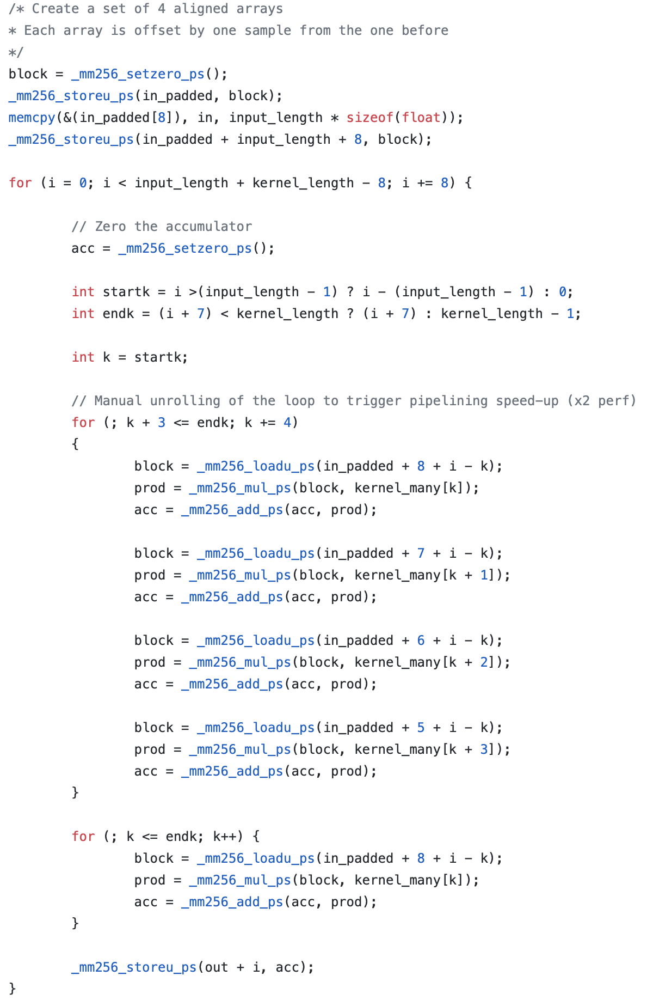 /* Create a set of 4 aligned arrays
* Each array is offset by one sample from the one before
*/
block = _mm256_setzero_ps();
_mm256_storeu_ps(in_padded, block);
memcpy(&(in_padded[8]), in, input_length * sizeof(float));
_mm256_storeu_ps(in_padded + input_length + 8, block);

for (i = 0; i < input_length + kernel_length - 8; i += 8) {

        // Zero the accumulator
        acc = _mm256_setzero_ps();

        int startk = i >(input_length - 1) ? i - (input_length - 1) : 0;
        int endk = (i + 7) < kernel_length ? (i + 7) : kernel_length - 1;

        int k = startk;

        // Manual unrolling of the loop to trigger pipelining speed-up (x2 perf)
        for (; k + 3 <= endk; k += 4)
        {
                block = _mm256_loadu_ps(in_padded + 8 + i - k);
                prod = _mm256_mul_ps(block, kernel_many[k]);
                acc = _mm256_add_ps(acc, prod);

                block = _mm256_loadu_ps(in_padded + 7 + i - k);
                prod = _mm256_mul_ps(block, kernel_many[k + 1]);
                acc = _mm256_add_ps(acc, prod);

                block = _mm256_loadu_ps(in_padded + 6 + i - k);
                prod = _mm256_mul_ps(block, kernel_many[k + 2]);
                acc = _mm256_add_ps(acc, prod);

                block = _mm256_loadu_ps(in_padded + 5 + i - k);
                prod = _mm256_mul_ps(block, kernel_many[k + 3]);
                acc = _mm256_add_ps(acc, prod);
        }

        for (; k <= endk; k++) {
                block = _mm256_loadu_ps(in_padded + 8 + i - k);
                prod = _mm256_mul_ps(block, kernel_many[k]);
                acc = _mm256_add_ps(acc, prod);
        }

        _mm256_storeu_ps(out + i, acc);
}